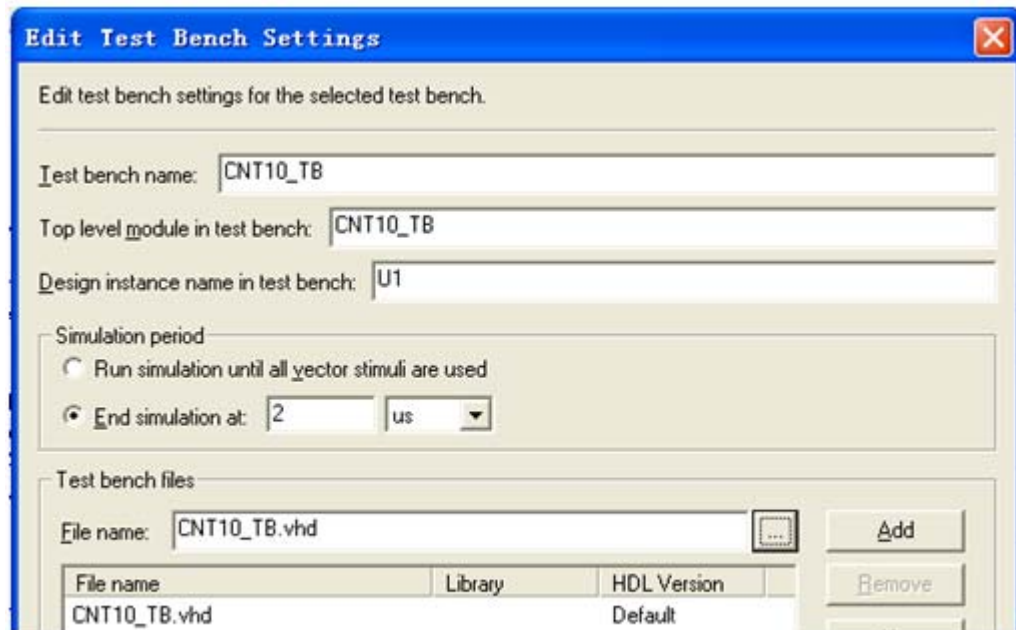 Edit Test Bench Settings
Edit test bench settings for the selected test bench.
Test bench name: CNT10_TB
Top level module in test bench: CNT10_TB
Design instance name in test bench: U1
Simulation period
Run simulation until all vector stimuli are used
End simulation at: 2 us
Test bench files
File name: CNT10_TB.vhd ... Add
File name Library HDL Version Remove
CNT10_TB.vhd Default